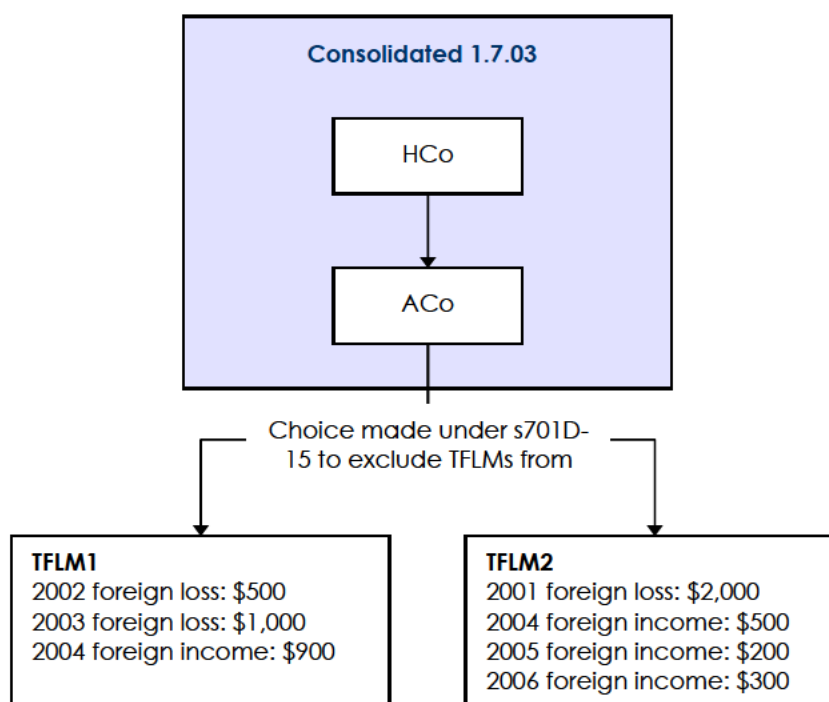 Consolidated 1.7.03
HCo
ACo
Choice made under s701D-
15 to exclude TFLMs from
TFLM1
2002 foreign loss: $500
2003 foreign loss: $1,000
2004 foreign income: $900
TFLM2
2001 foreign loss: $2,000
2004 foreign income: $500
2005 foreign income: $200
2006 foreign income: $300